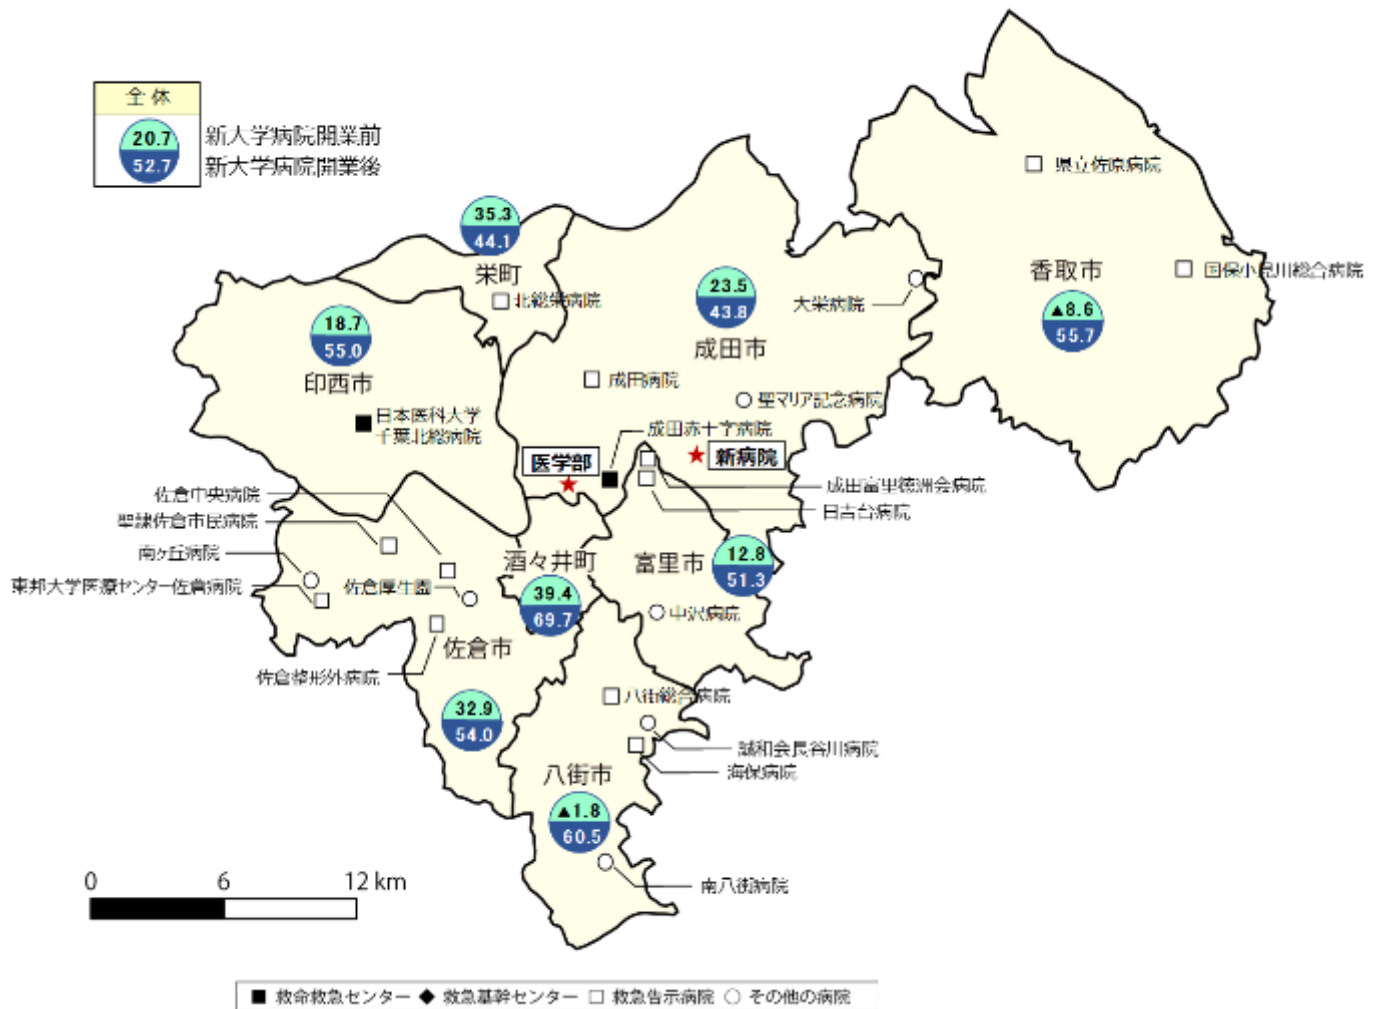 全体
20.7
52.7
新大学病院開業前
新大学病院開業後
35.3
44.1
栄町
北総栄病院
18.7
55.0
印西市
日本医科大学
千葉北総病院
23.5
43.8
成田市
大栄病院
成田病院
聖マリア記念病院
成田赤十字病院
医学部
新病院
成田富里徳洲会病院
日吉台病院
県立佐原病院
香取市
国保小見川総合病院
▲8.6
55.7
佐倉中央病院
聖隷佐倉市民病院
南ヶ丘病院
東邦大学医療センター佐倉病院
佐倉厚生園
佐倉整形外病院
佐倉市
32.9
54.0
酒々井町
39.4
69.7
富里市
12.8
51.3
中沢病院
八街総合病院
誠和会長谷川病院
海保病院
八街市
▲1.8
60.5
南八街病院
0 6 12 km
■ 救命救急センター ◆ 救急基幹センター □ 救急告示病院 ○ その他の病院